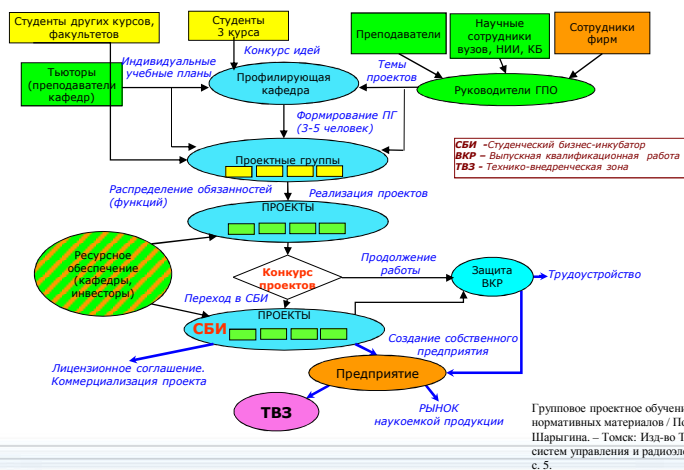 Студенты других курсов,
факультетов
Студенты
3 курса
Преподаватели
Научные
сотрудники
вузов, НИИ, КБ
Сотрудники
фирм
Тьюторы
(преподаватели
кафедр)
Индивидуальные
учебные планы
Конкурс идей
Профилирующая
кафедра
Темы
проектов
Руководители ГПО
Формирование ПГ
(3-5 человек)
Проектные группы
СБИ -Студенческий бизнес-инкубатор
ВКР – Выпускная квалификационная работа
ТВЗ - Технико-внедренческая зона
Распределение обязанностей
(функций)
Реализация проектов
ПРОЕКТЫ
Ресурсное
обеспечение
(кафедры,
инвесторы)
Конкурс
проектов
Продолжение
работы
Защита
ВКР
Трудоустройство
Переход в СБИ
ПРОЕКТЫ
СБИ
Создание собственного
предприятия
Лицензионное соглашение.
Коммерциализация проекта
Предприятие
ТВЗ
РЫНОК
наукоемкой продукции
Групповое проектное
нормативных материалов /
Шарыгина. – Томск: Изд-во
систем управления и
с. 5.